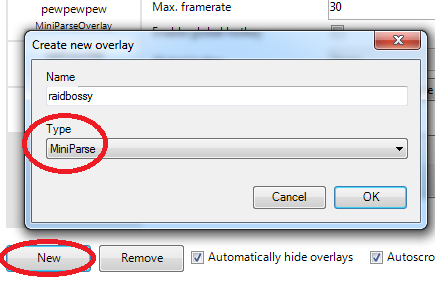 pewpewpew
MiniParseOverlay
Max. framerate
30
Create new overlay
Name
raidbossy
Type
MiniParse
Cancel
OK
New
Remove
Automatically hide overlays
Autoscro